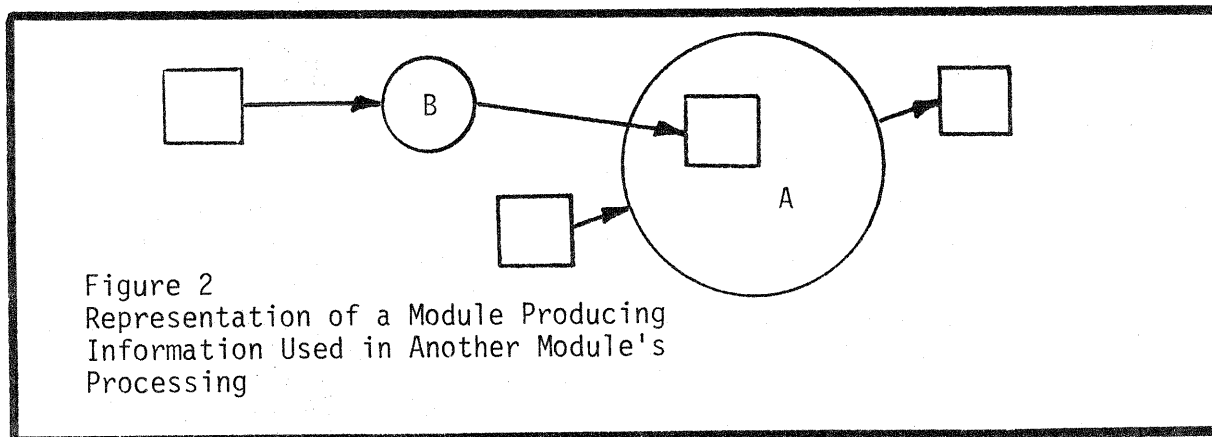 B
A
Figure 2
Representation of a Module Producing
Information Used in Another Module's
Processing